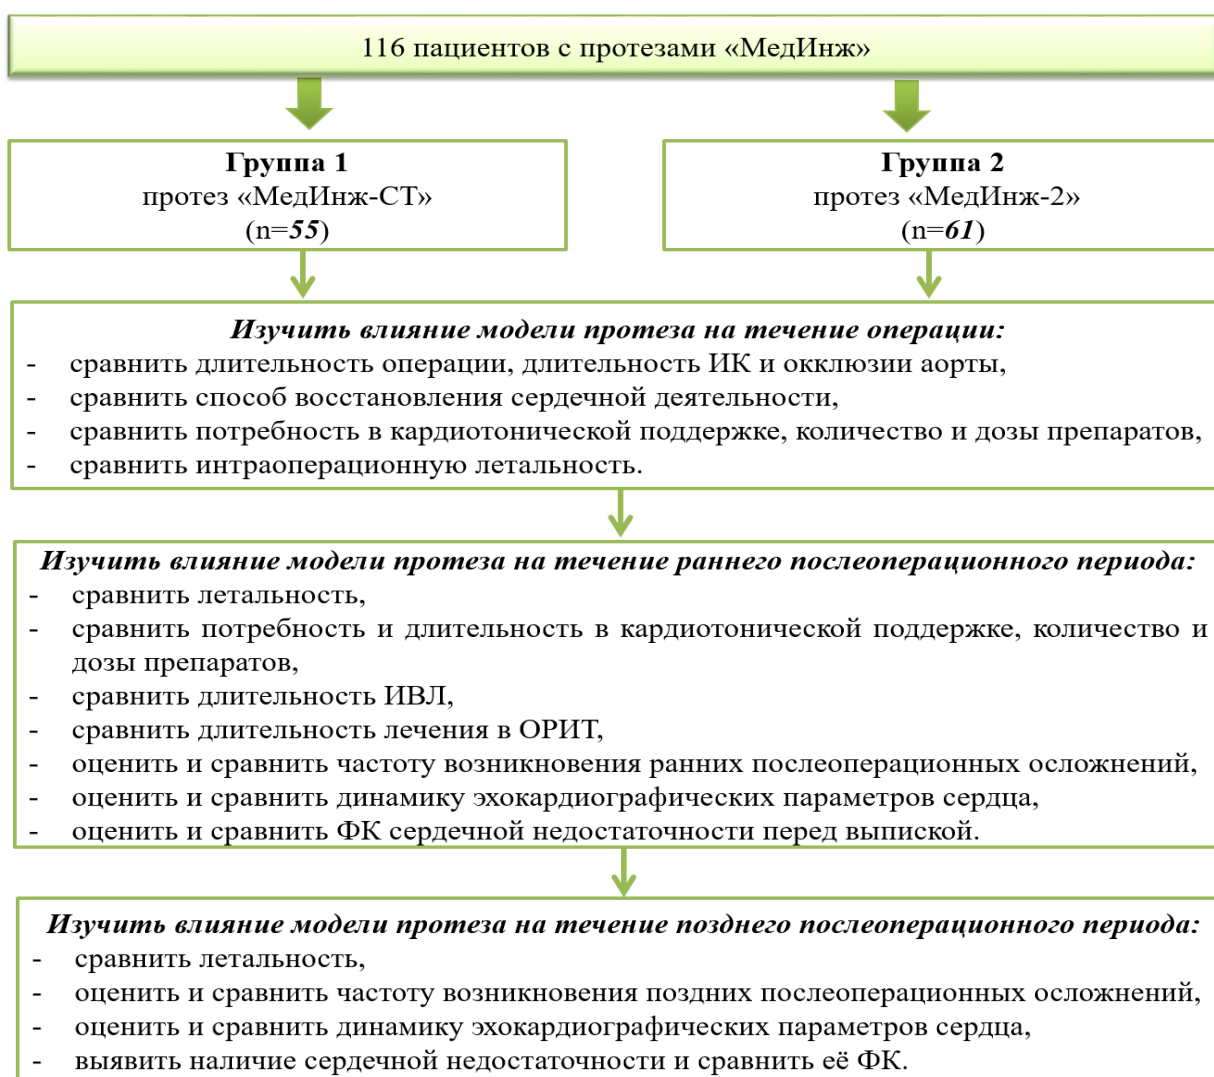 116 пациентов с протезами «МедИнж»
Группа 1
протез «МедИнж-СТ»
(n=55)
Группа 2
протез «МедИнж-2»
(n=61)
Изучить влияние модели протеза на течение операции:
- сравнить длительность операции, длительность ИК и окклюзии аорты,
- сравнить способ восстановления сердечной деятельности,
- сравнить потребность в кардиотонической поддержке, количество и дозы препаратов,
- сравнить интраоперационную летальность.
Изучить влияние модели протеза на течение раннего послеоперационного периода:
- сравнить летальность,
- сравнить потребность и длительность в кардиотонической поддержке, количество и
дозы препаратов,
- сравнить длительность ИВЛ,
- сравнить длительность лечения в ОРИТ,
- оценить и сравнить частоту возникновения ранних послеоперационных осложнений,
- оценить и сравнить динамику эхокардиографических параметров сердца,
- оценить и сравнить ФК сердечной недостаточности перед выпиской.
Изучить влияние модели протеза на течение позднего послеоперационного периода:
- сравнить летальность,
- оценить и сравнить частоту возникновения поздних послеоперационных осложнений,
- оценить и сравнить динамику эхокардиографических параметров сердца,
- выявить наличие сердечной недостаточности и сравнить её ФК.